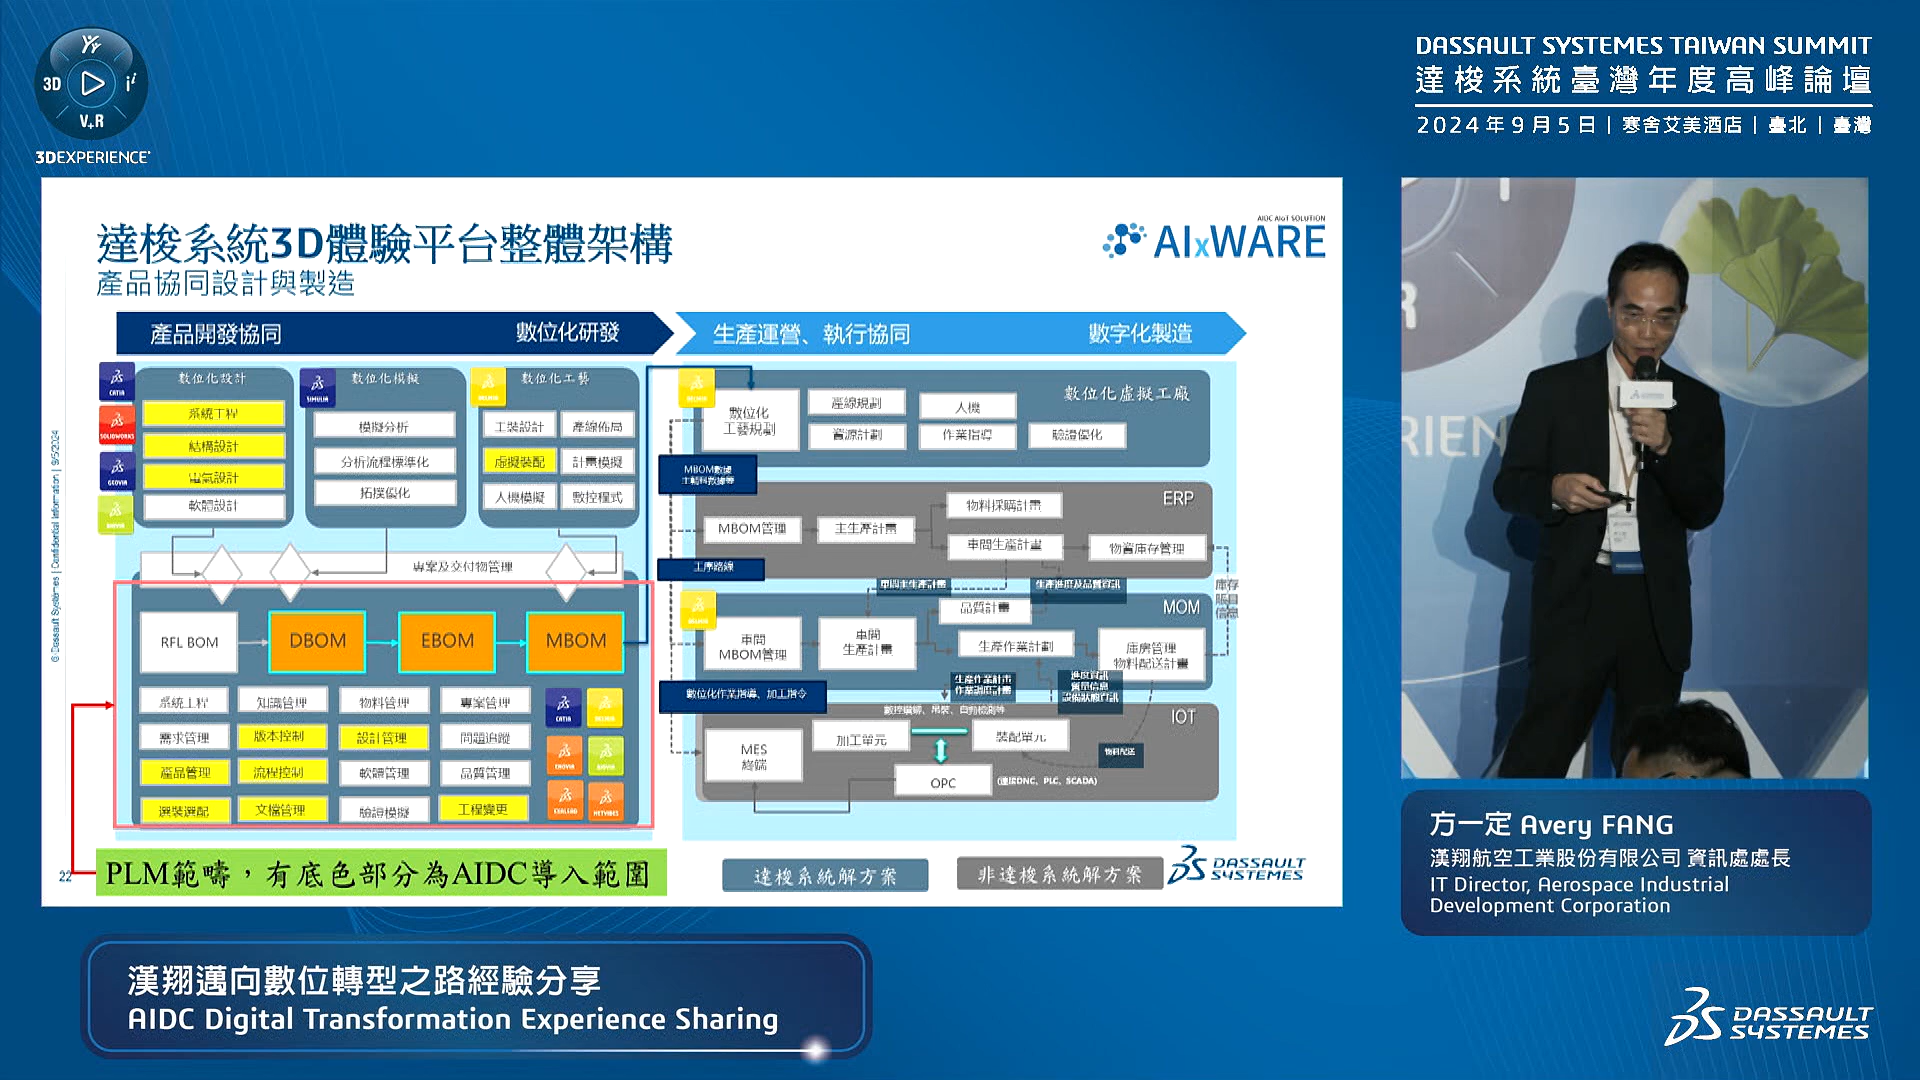 3D
V+R
3DEXPERIENCE
DASSAULT SYSTEMES TAIWAN SUMMIT
達梭系統臺灣年度高峰論壇
2024年9月5日 | 寒舍艾美酒店 | 臺北 | 臺灣
達梭系統3D體驗平台整體架構
產品協同設計與製造
AIDC AIoT SOLUTION
AIxWARE
產品開發協同
數位化研發
生產運營、執行協同
數字化製造
數位化設計
系統工程
結構設計
電氣設計
軟體設計
CATIA
SOLIDWORKS
GEOVIA
BIOVIA
數位化模擬
SIMULIA
模擬分析
分析流程標準化
拓撲優化
數位化工藝
DELMIA
工裝設計
產線佈局
虛擬裝配
計畫模擬
人機模擬
數控程式
專案及交付物管理
RFL BOM
DBOM
EBOM
MBOM
系統工程
知識管理
物料管理
專案管理
需求管理
版本控制
設計管理
問題追蹤
產品管理
流程控制
軟體管理
品質管理
選裝選配
文檔管理
驗證模擬
工程變更
CATIA
DELMIA
ENOVIA
BIOVIA
EXALEAD
NETVIBES
DELMIA
數位化
工藝規劃
產線規劃
人機
資源計劃
作業指導
驗證優化
數位化虛擬工廠
MBOM數據
主輔料數據等
ERP
MBOM管理
主生產計畫
物料採購計畫
車間生產計畫
物資庫存管理
工序路線
車間主生產計畫
生產進度及品質資訊
庫存
賬目
信息
MOM
DELMIA
車間
MBOM管理
車間
生產計畫
品質計畫
生產作業計劃
庫房管理
物料配送計畫
數位化作業指導、加工指令
生產作業計畫
作業調度計畫
進度資訊
質量信息
設備狀態資訊
IOT
MES
終端
加工單元
裝配單元
OPC
(連接DNC, PLC, SCADA)
物料配送
© Dassault Systèmes | Confidential Information | 9/5/2024
22
PLM範疇，有底色部分為AIDC導入範圍
達梭系統解決方案
非達梭系統解決方案
DASSAULT
SYSTEMES
方一定 Avery FANG
漢翔航空工業股份有限公司 資訊處處長
IT Director, Aerospace Industrial
Development Corporation
漢翔邁向數位轉型之路經驗分享
AIDC Digital Transformation Experience Sharing
DASSAULT
SYSTEMES